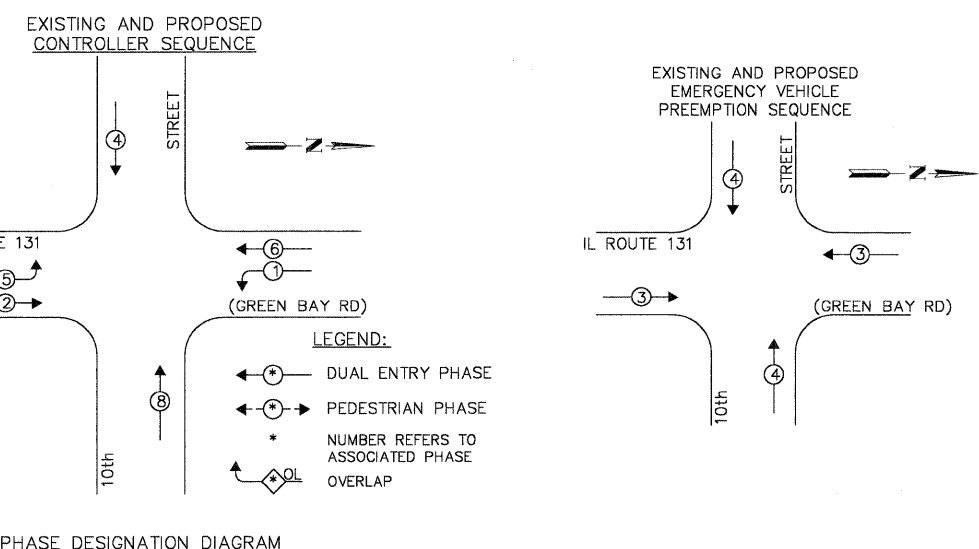 EXISTING AND PROPOSED
CONTROLLER SEQUENCE
4
STREET
N
E 131
6
5
1
2
(GREEN BAY RD)
LEGEND:
* DUAL ENTRY PHASE
* PEDESTRIAN PHASE
* NUMBER REFERS TO
ASSOCIATED PHASE
* OL OVERLAP
8
10th
PHASE DESIGNATION DIAGRAM
EXISTING AND PROPOSED
EMERGENCY VEHICLE
PREEMPTION SEQUENCE
4
STREET
N
IL ROUTE 131
3
3
(GREEN BAY RD)
4
10th